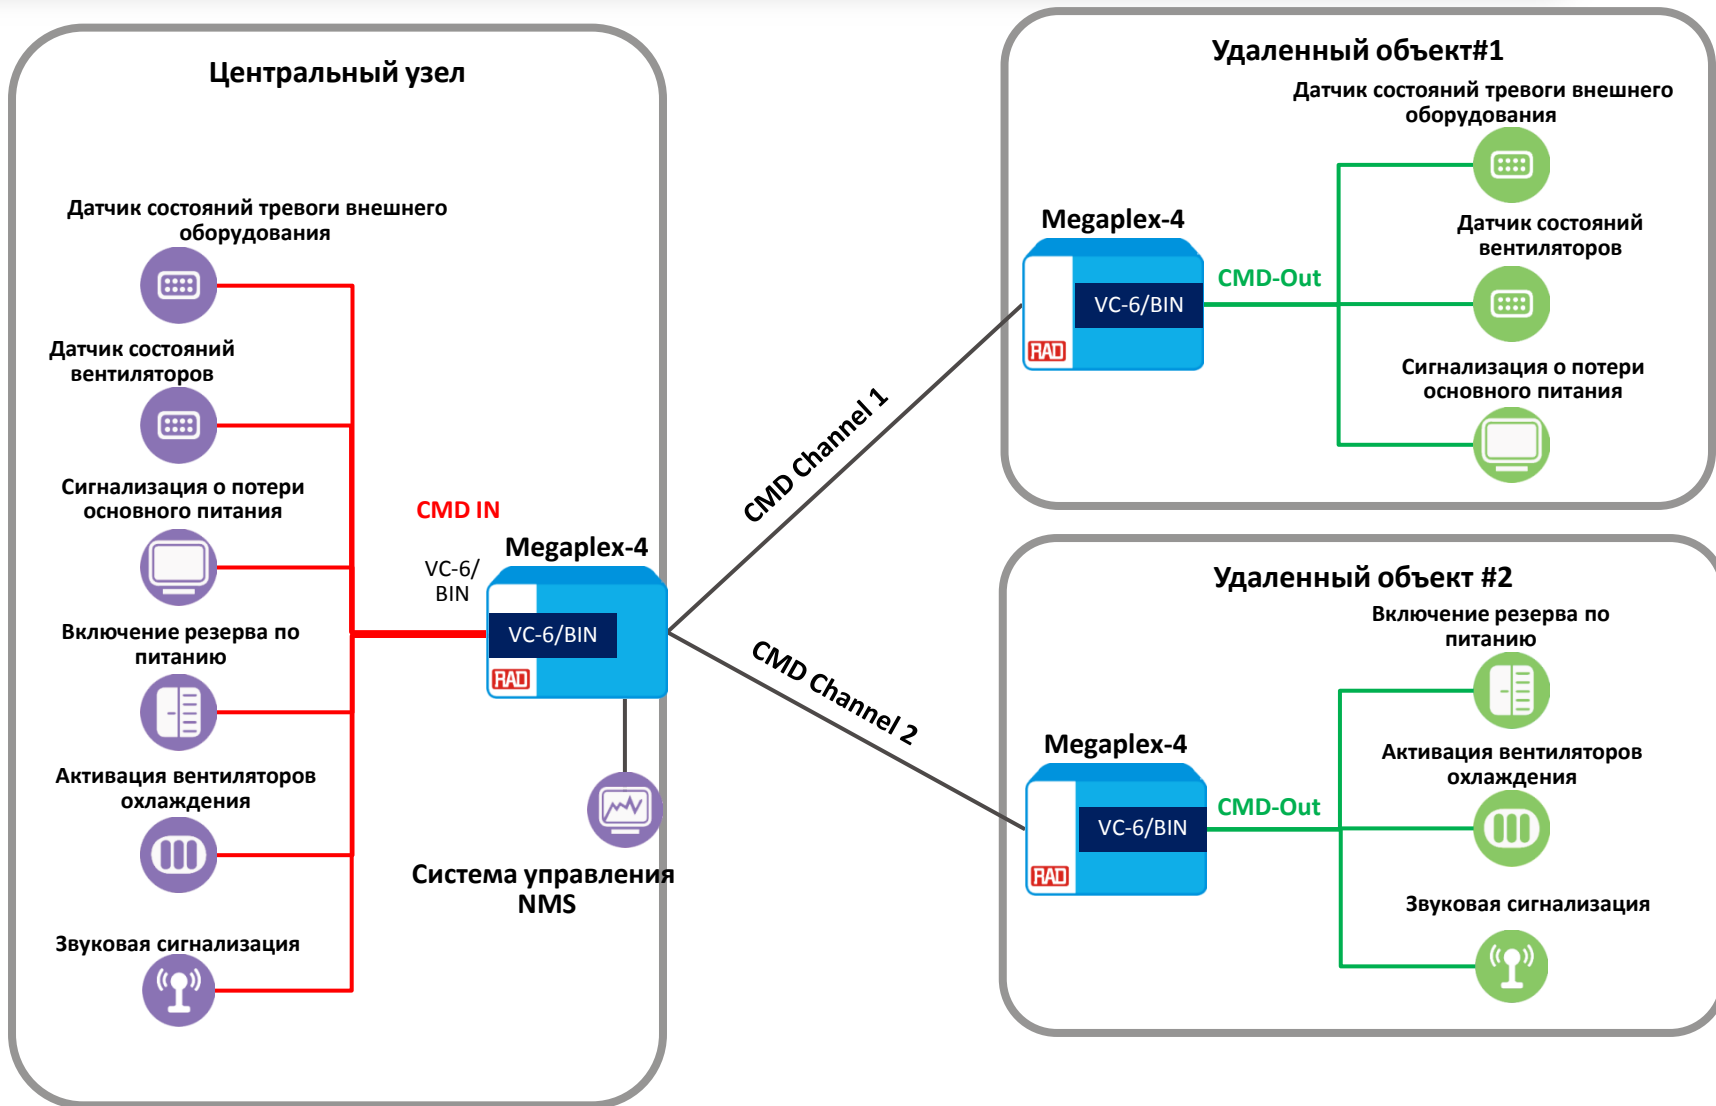 Центральный узел
Датчик состояний тревоги внешнего
оборудования
Датчик состояний
вентиляторов
Сигнализация о потери
основного питания
Включение резерва по
питанию
Активация вентиляторов
охлаждения
Звуковая сигнализация
CMD IN
VC-6/
BIN
Megaplex-4
VC-6/BIN
RAD
Система управления
NMS
CMD Channel 1
CMD Channel 2
Удаленный объект#1
Датчик состояний тревоги внешнего
оборудования
Megaplex-4
VC-6/BIN
RAD
CMD-Out
Датчик состояний
вентиляторов
Сигнализация о потери
основного питания
Удаленный объект #2
Включение резерва по
питанию
Megaplex-4
VC-6/BIN
RAD
CMD-Out
Активация вентиляторов
охлаждения
Звуковая сигнализация